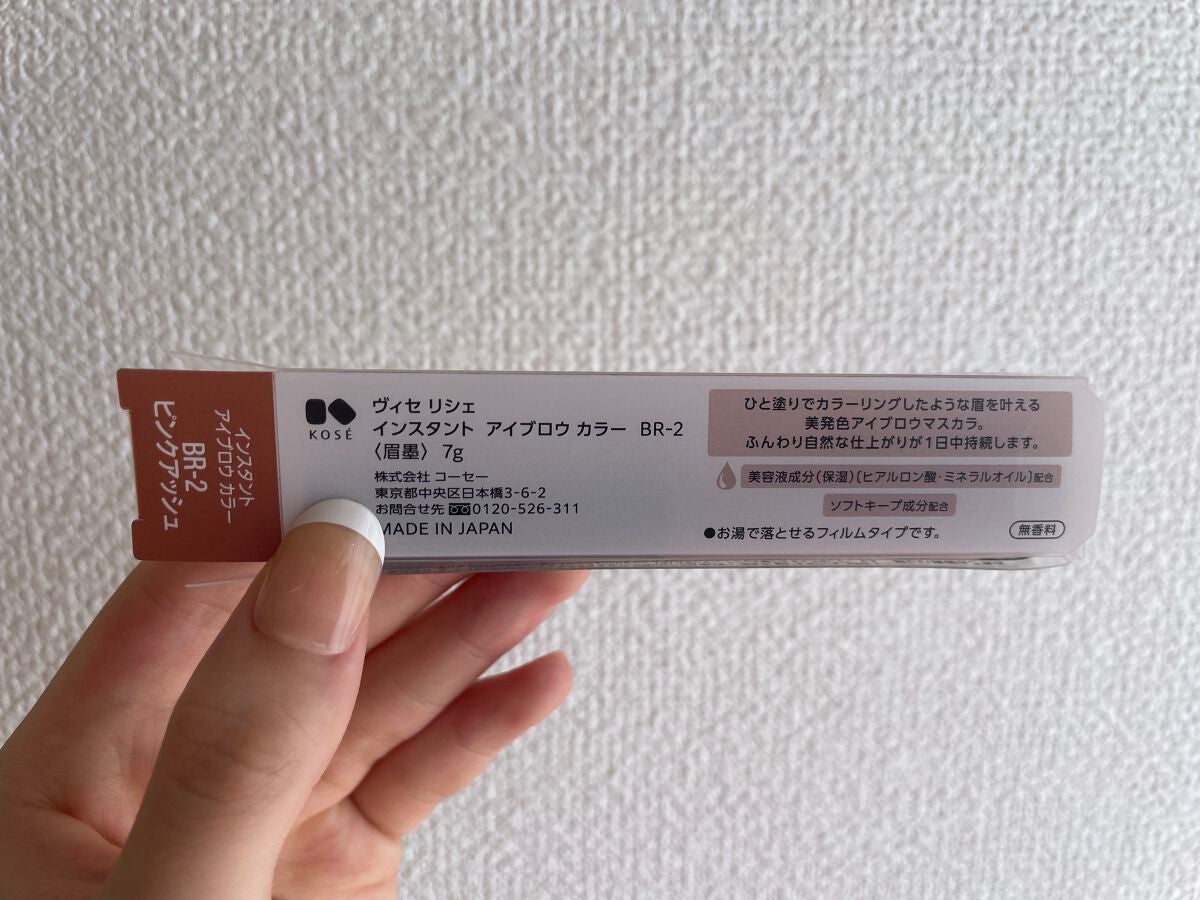 インスタント
アイブロウ カラー
BR-2
ピンクアッシュ
KOSÉ
ヴィセ リシェ
インスタント アイブロウ カラー BR-2
〈眉墨〉 7g
株式会社 コーセー
東京都中央区日本橋3-6-2
お問合せ先 0120-526-311
MADE IN JAPAN
ひと塗りでカラーリングしたような眉を叶える
美発色アイブロウマスカラ。
ふんわり自然な仕上がりが1日中持続します。
美容液成分(保湿)〔ヒアルロン酸・ミネラルオイル〕配合
ソフトキープ成分配合
●お湯で落とせるフィルムタイプです。
無香料